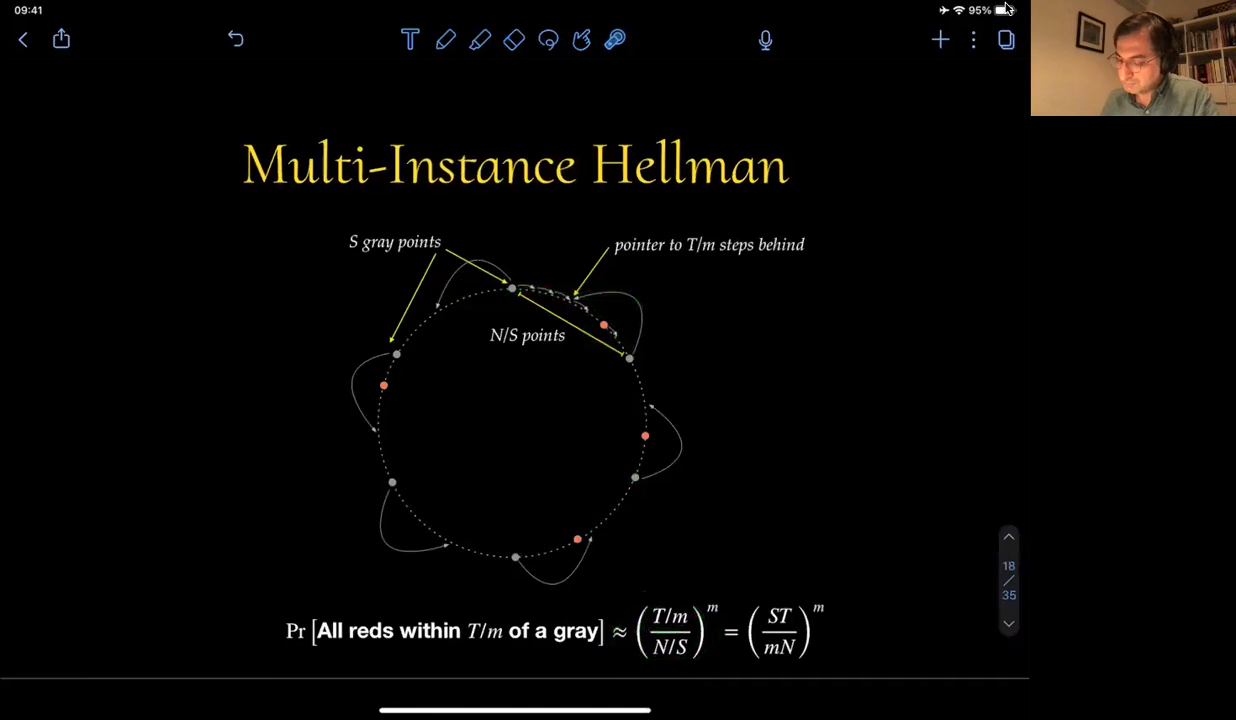 09:41
95%
T
Multi-Instance Hellman
S gray points
pointer to T/m steps behind
N/S points
18
/
35
Pr [All reds within T/m of a gray] ≈ (T/m / N/S)^m = (ST / mN)^m